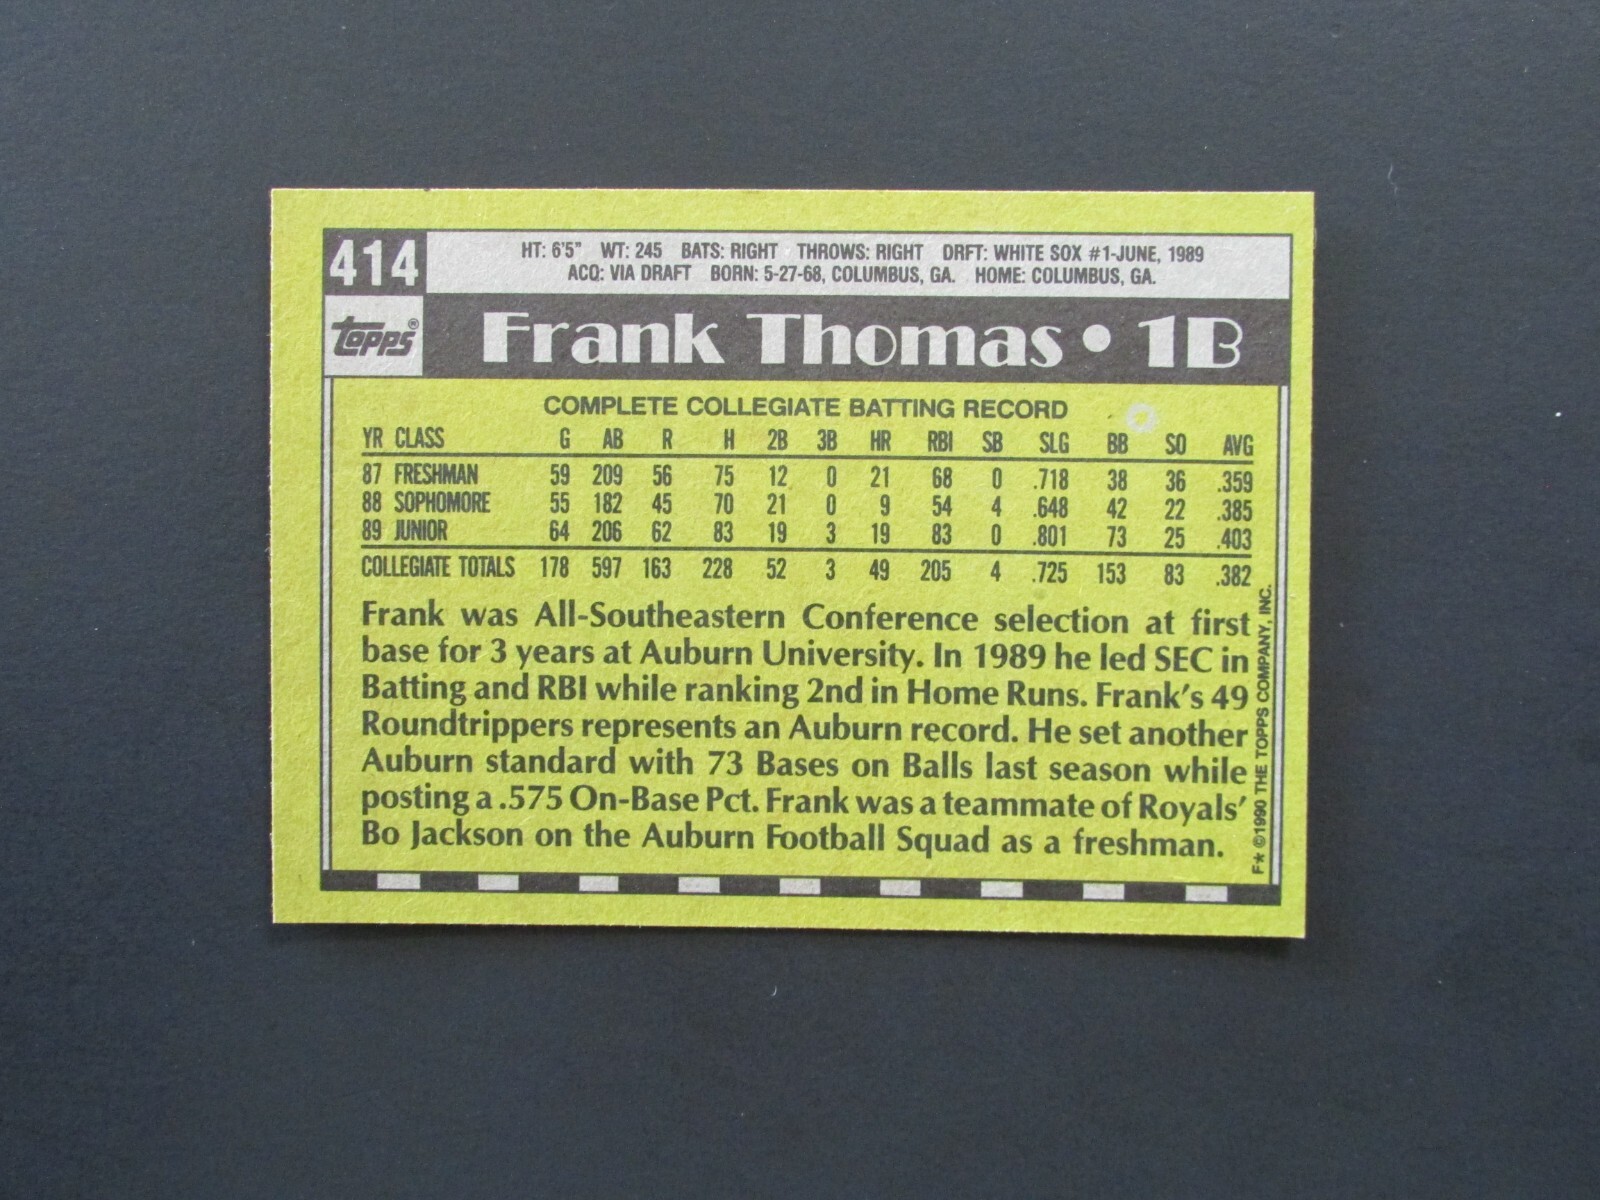 414
HT: 6'5" WT: 245 BATS: RIGHT THROWS: RIGHT DRFT: WHITE SOX #1-JUNE, 1989
ACQ: VIA DRAFT BORN: 5-27-68, COLUMBUS, GA. HOME: COLUMBUS, GA.
topps®
Frank Thomas • 1B
COMPLETE COLLEGIATE BATTING RECORD
YR CLASS G AB R H 2B 3B HR RBI SB SLG BB SO AVG
87 FRESHMAN 59 209 56 75 12 0 21 68 0 .718 38 36 .359
88 SOPHOMORE 55 182 45 70 21 0 9 54 4 .648 42 22 .385
89 JUNIOR 64 206 62 83 19 3 19 83 0 .801 73 25 .403
COLLEGIATE TOTALS 178 597 163 228 52 3 49 205 4 .725 153 83 .382
Frank was All-Southeastern Conference selection at first
base for 3 years at Auburn University. In 1989 he led SEC in
Batting and RBI while ranking 2nd in Home Runs. Frank's 49
Roundtrippers represents an Auburn record. He set another
Auburn standard with 73 Bases on Balls last season while
posting a .575 On-Base Pct. Frank was a teammate of Royals'
Bo Jackson on the Auburn Football Squad as a freshman.
F* ©1990 THE TOPPS COMPANY, INC.